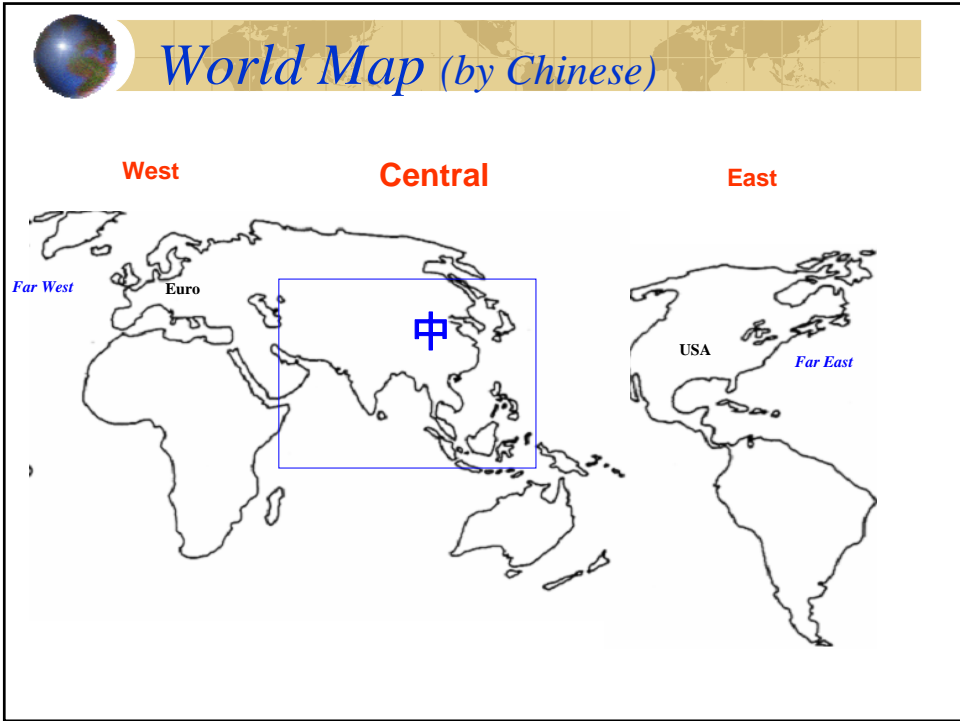 World Map (by Chinese)
West
Central
East
Far West
Euro
中
USA
Far East